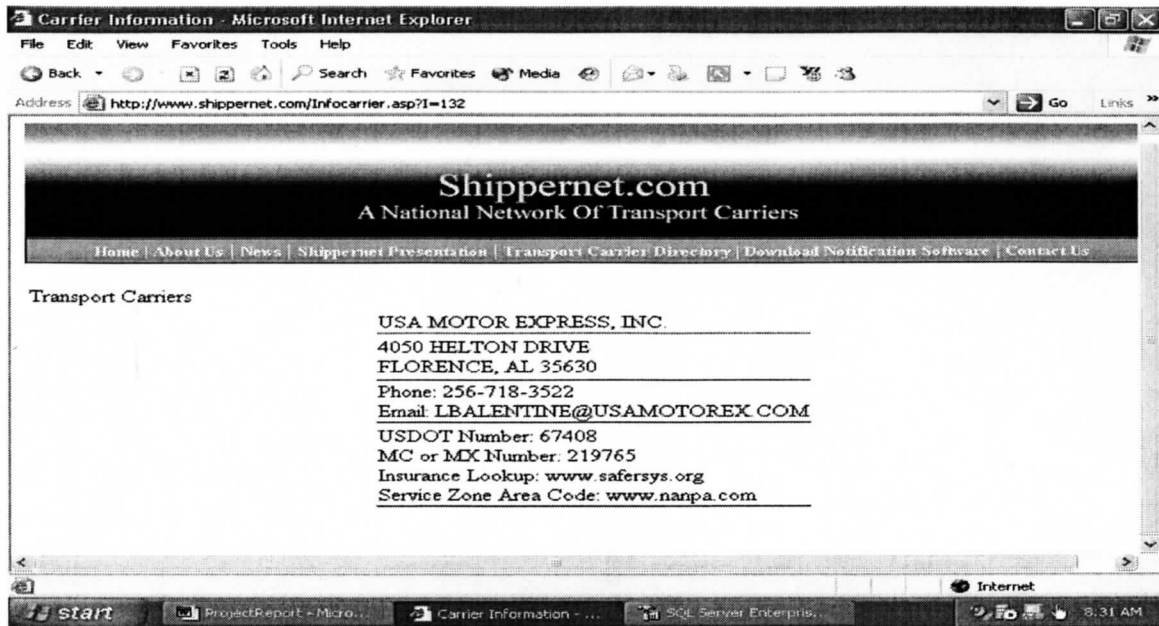 Carrier Information - Microsoft Internet Explorer
File Edit View Favorites Tools Help
Back Search Favorites Media
Address http://www.shippernet.com/Infocarrier.asp?I=132 Go Links »
Shippernet.com
A National Network Of Transport Carriers
Home | About Us | News | Shippernet Presentation | Transport Carrier Directory | Download Notification Software | Contact Us
Transport Carriers
USA MOTOR EXPRESS, INC.
4050 HELTON DRIVE
FLORENCE, AL 35630
Phone: 256-718-3522
Email: LBALENTINE@USAMOTOREX.COM
USDOT Number: 67408
MC or MX Number: 219765
Insurance Lookup: www.safersys.org
Service Zone Area Code: www.nanpa.com
Internet
start ProjectReport - Micro... Carrier Information - ... SQL Server Enterpris... 8:31 AM